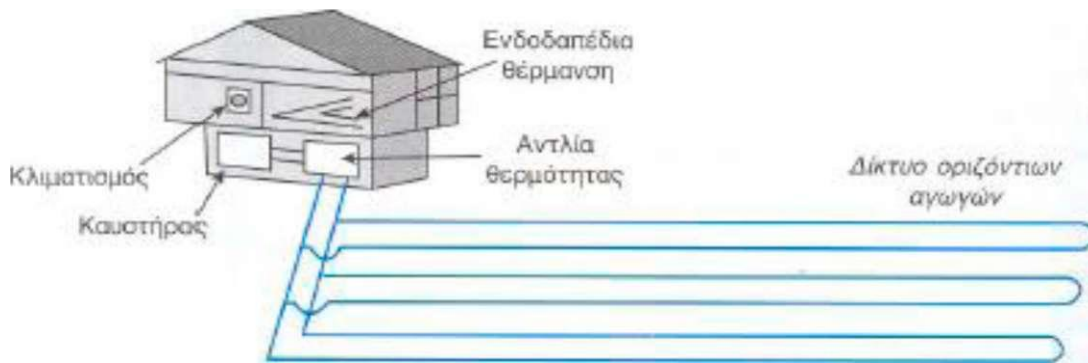 Ενδοδαπέδια
θέρμανση
Αντλία
θερμότητας
Κλιματισμός
Καυστήρας
Δίκτυο οριζόντιων
αγωγών